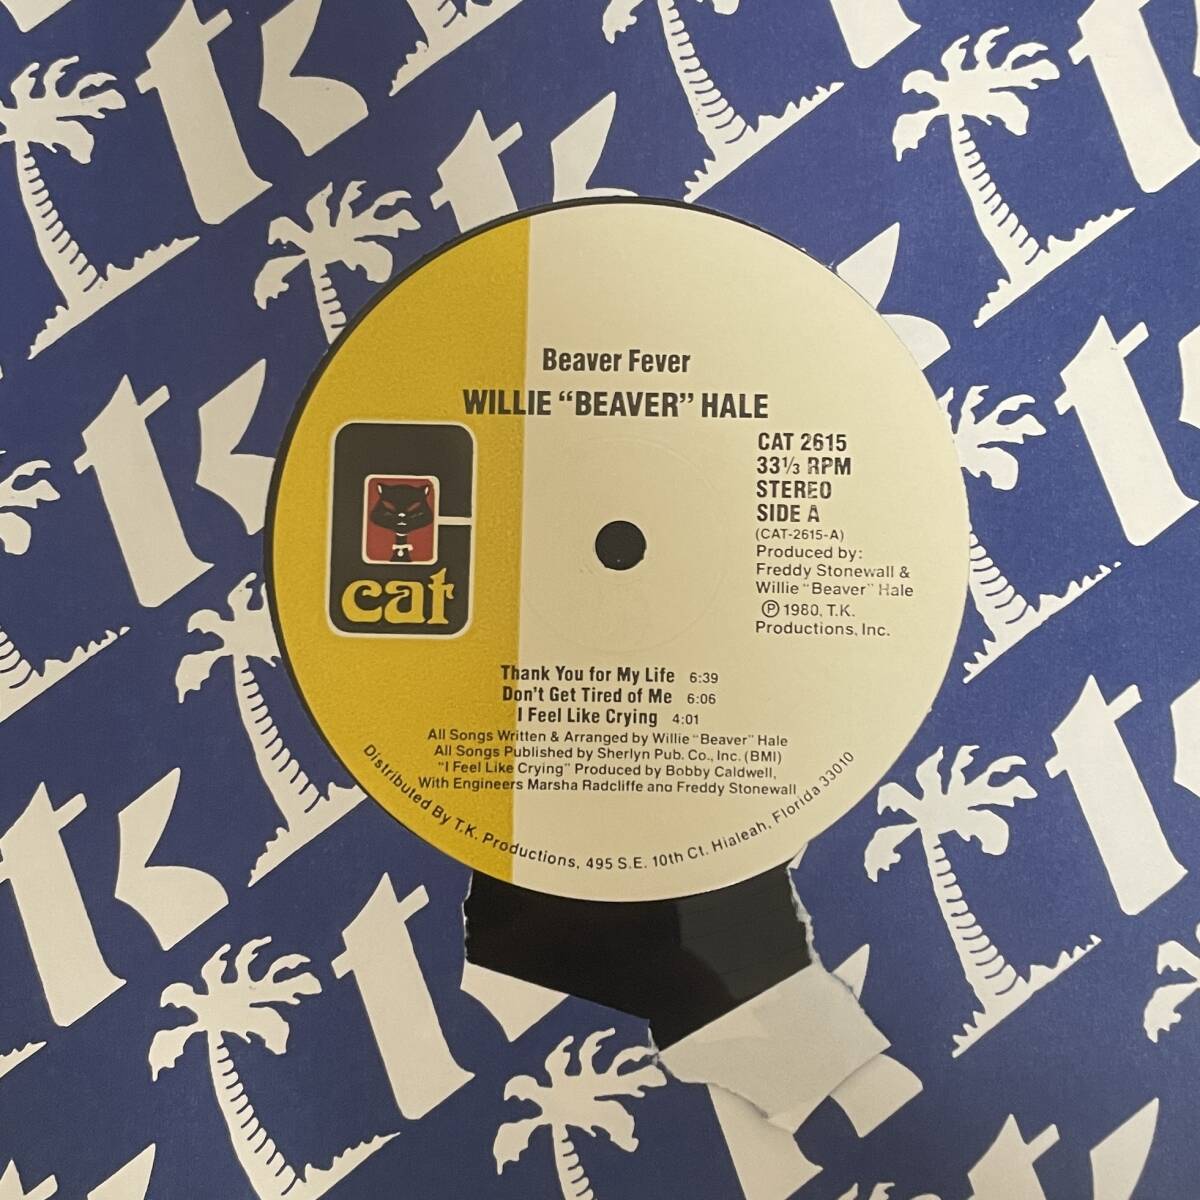 Beaver Fever
WILLIE “BEAVER” HALE
CAT 2615
33⅓ RPM
STEREO
SIDE A
(CAT-2615-A)
Produced by:
Freddy Stonewall &
Willie "Beaver" Hale
Ⓟ 1980, T.K.
Productions, Inc.
cat
Thank You for My Life 6:39
Don't Get Tired of Me 6:06
I Feel Like Crying 4:01
All Songs Written & Arranged by Willie "Beaver" Hale
All Songs Published by Sherlyn Pub. Co., Inc. (BMI)
"I Feel Like Crying" Produced by Bobby Caldwell,
With Engineers Marsha Radcliffe and Freddy Stonewall
Distributed By T.K. Productions, 495 S.E. 10th Ct. Hialeah, Florida 33010